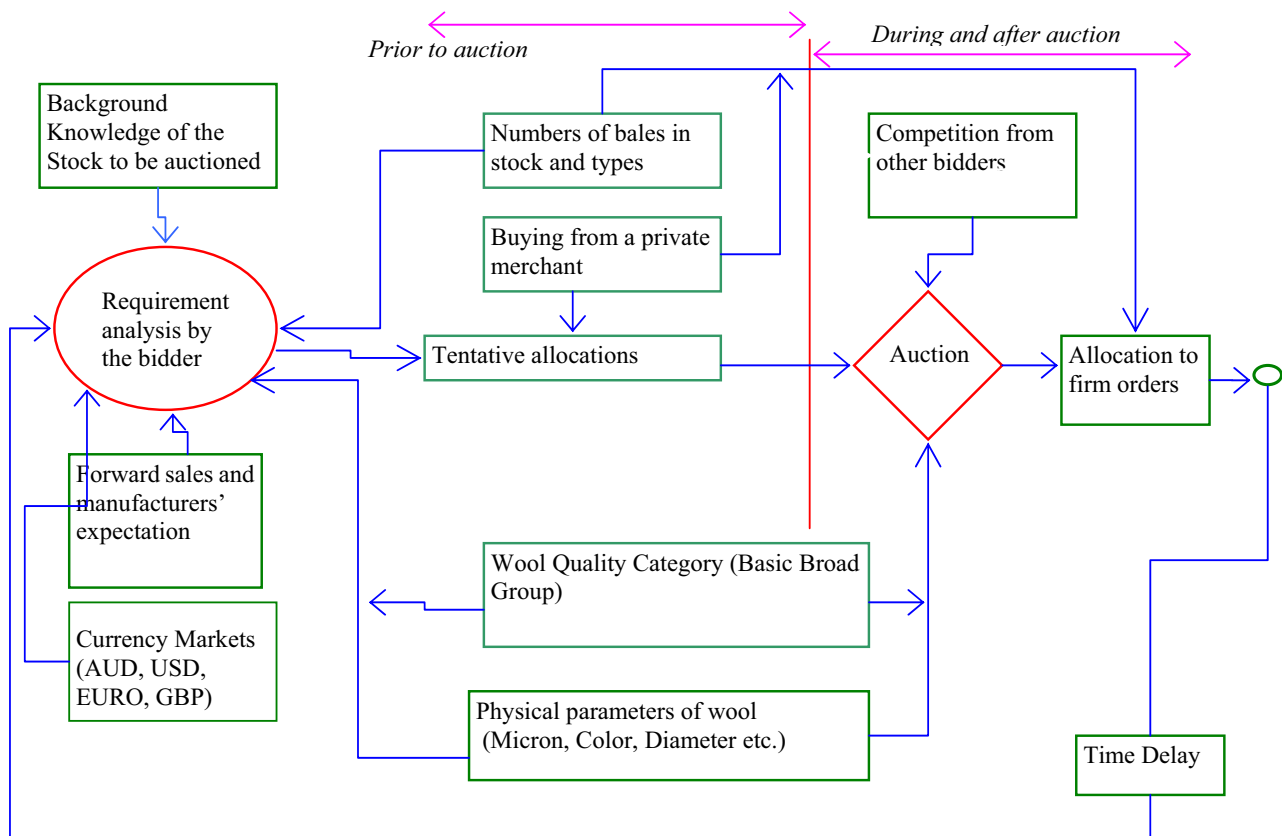 Prior to auction
During and after auction
Background
Knowledge of the
Stock to be auctioned
Numbers of bales in
stock and types
Competition from
other bidders
Buying from a private
merchant
Requirement
analysis by
the bidder
Tentative allocations
Auction
Allocation to
firm orders
Forward sales and
manufacturers’
expectation
Wool Quality Category (Basic Broad
Group)
Currency Markets
(AUD, USD,
EURO, GBP)
Physical parameters of wool
(Micron, Color, Diameter etc.)
Time Delay